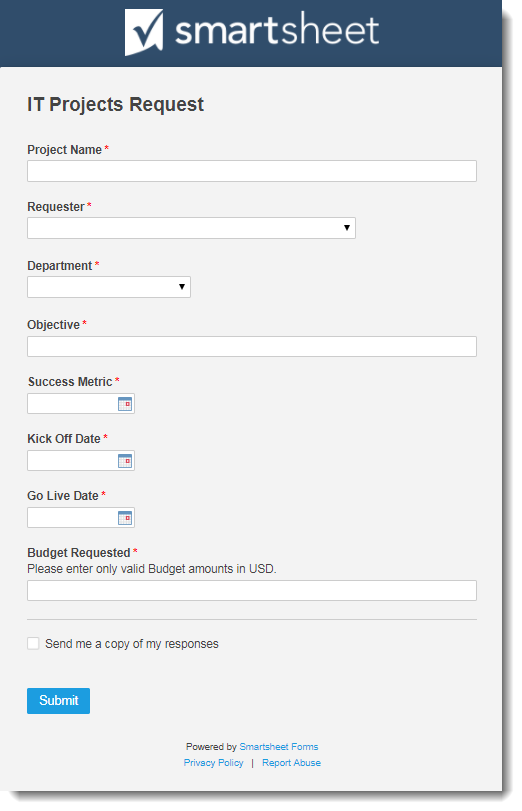 smartsheet
IT Projects Request
Project Name *
Requester *
Department *
Objective *
Success Metric *
Kick Off Date *
Go Live Date *
Budget Requested *
Please enter only valid Budget amounts in USD.
Send me a copy of my responses
Submit
Powered by Smartsheet Forms
Privacy Policy | Report Abuse